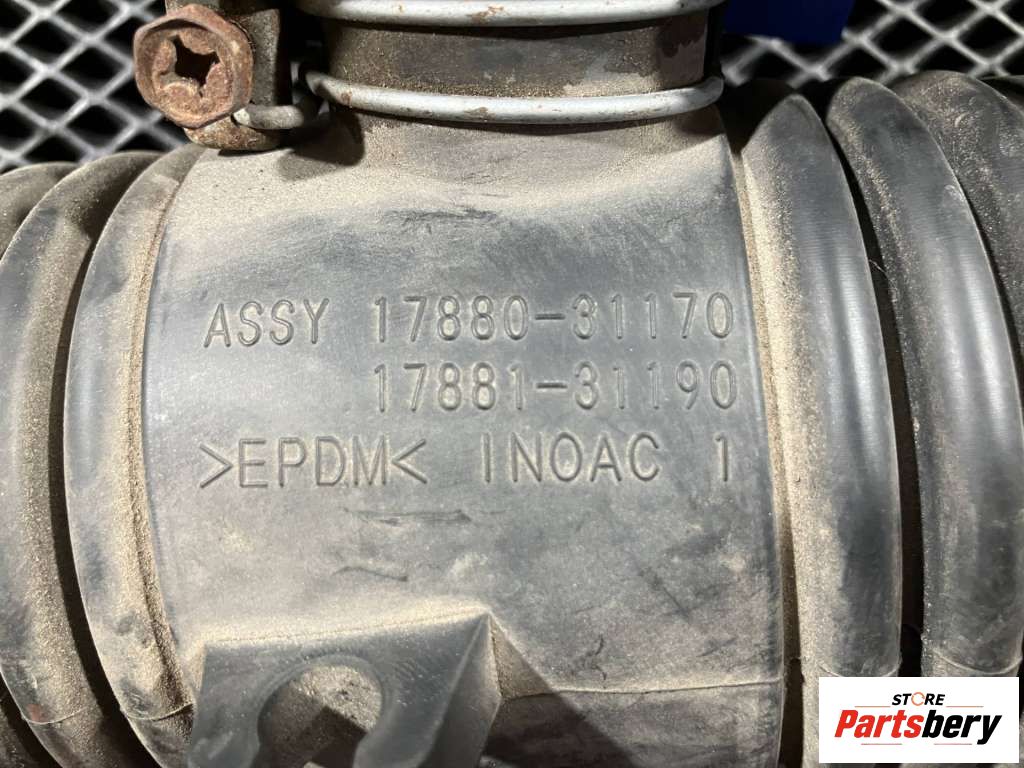 ASSY 17880-31170
17881-31190
>EPDM< INOAC 1
STORE
Partsbery